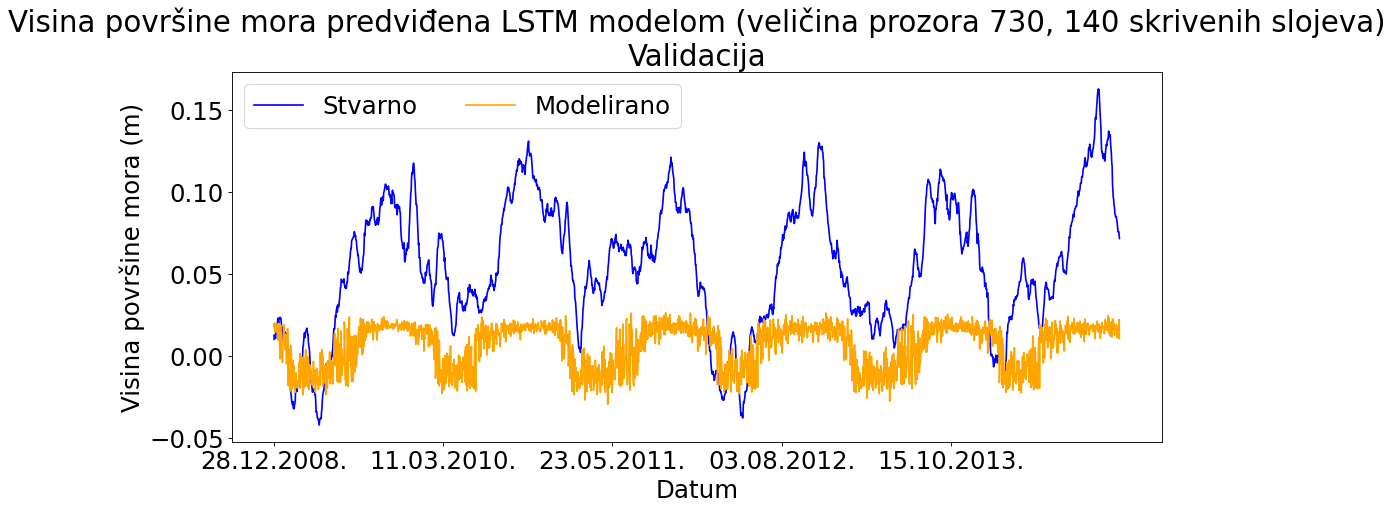 Visina površine mora predviđena LSTM modelom (veličina prozora 730, 140 skrivenih slojeva)
Validacija
Stvarno Modelirano
Visina površine mora (m)
0.15
0.10
0.05
0.00
−0.05
28.12.2008. 11.03.2010. 23.05.2011. 03.08.2012. 15.10.2013.
Datum